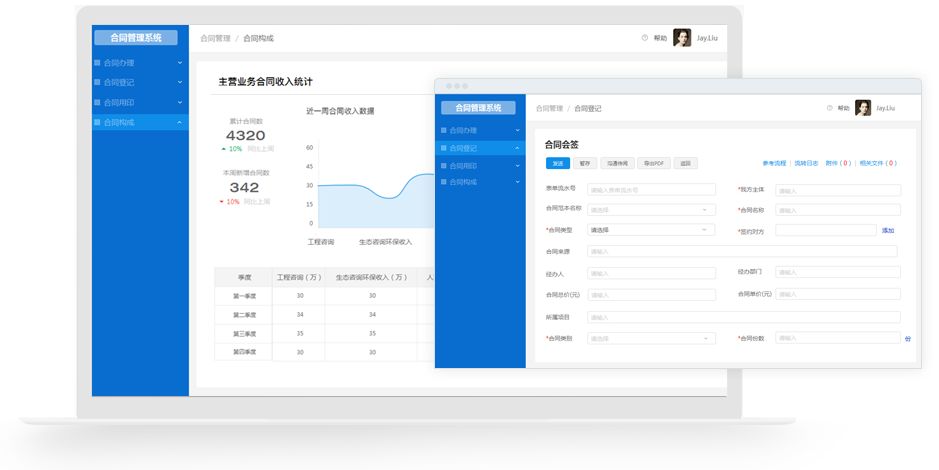 合同管理系统
合同办理
合同登记
合同用印
合同构成
合同管理 / 合同构成
帮助
Jay.Liu
主营业务合同收入统计
累计合同数
4320
10% 同比上周
本周新增合同数
342
10% 同比上周
近一周合同收入数据
60
45
30
15
0
工程咨询
生态咨询环保收入
季度 工程咨询（万） 生态咨询环保收入（万） 人
第一季度 30 30
第二季度 34 34
第三季度 35 35
第四季度 30 30
合同管理系统
合同办理
合同登记
合同用印
合同构成
合同管理 / 合同登记
帮助
Jay.Liu
合同会签
发送 暂存 沟通传阅 导出PDF 返回
参考流程 流转日志 附件（0） 相关文件（0）
表单流水号 请输入表单流水号
*我方主体 请输入
合同范本名称 请选择
*合同名称 请输入
*合同类型 请选择
*签约对方 添加
合同来源 请输入
经办人 请输入
经办部门 请输入
合同总价(元) 请输入
合同单价(元) 请输入
所属项目 请输入
*合同类别 请选择
*合同份数 请输入 份